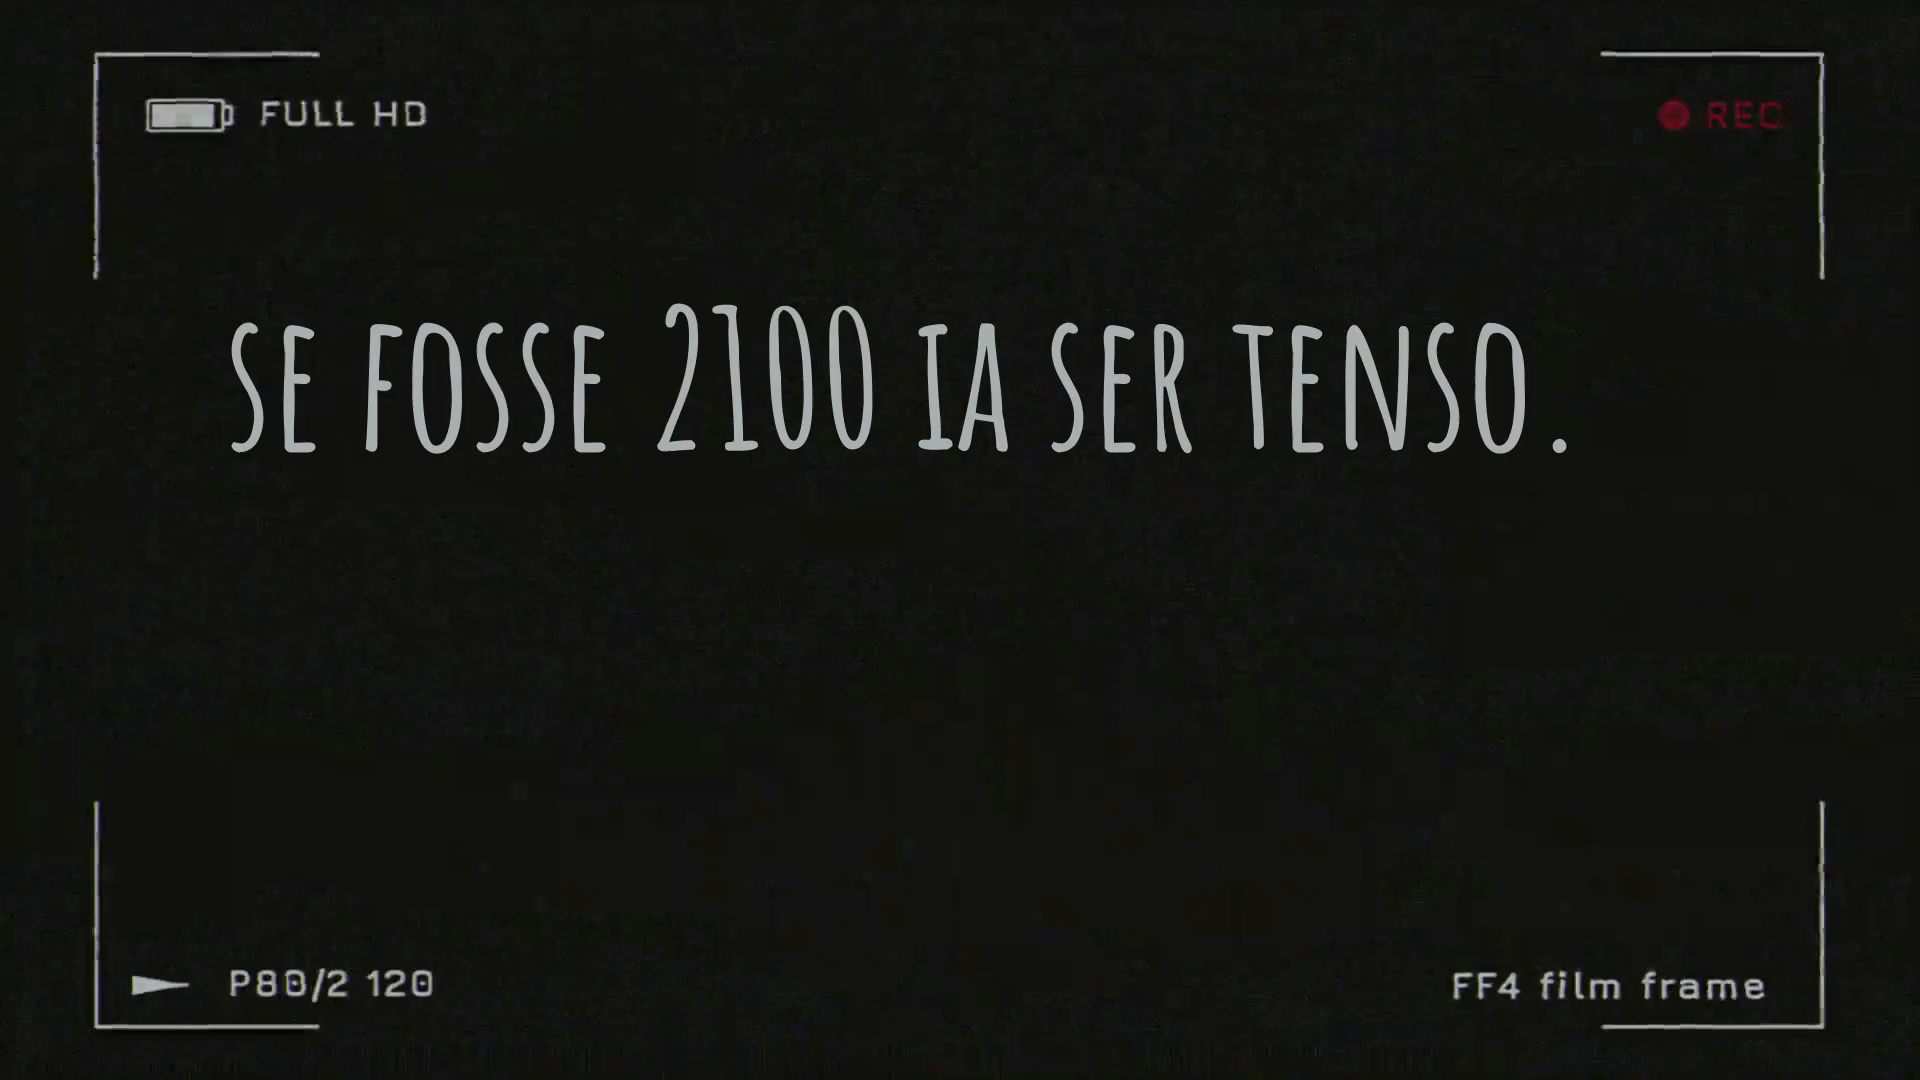 FULL HD
REC
SE FOSSE 2100 IA SER TENSO.
P80/2 120
FF4 film frame